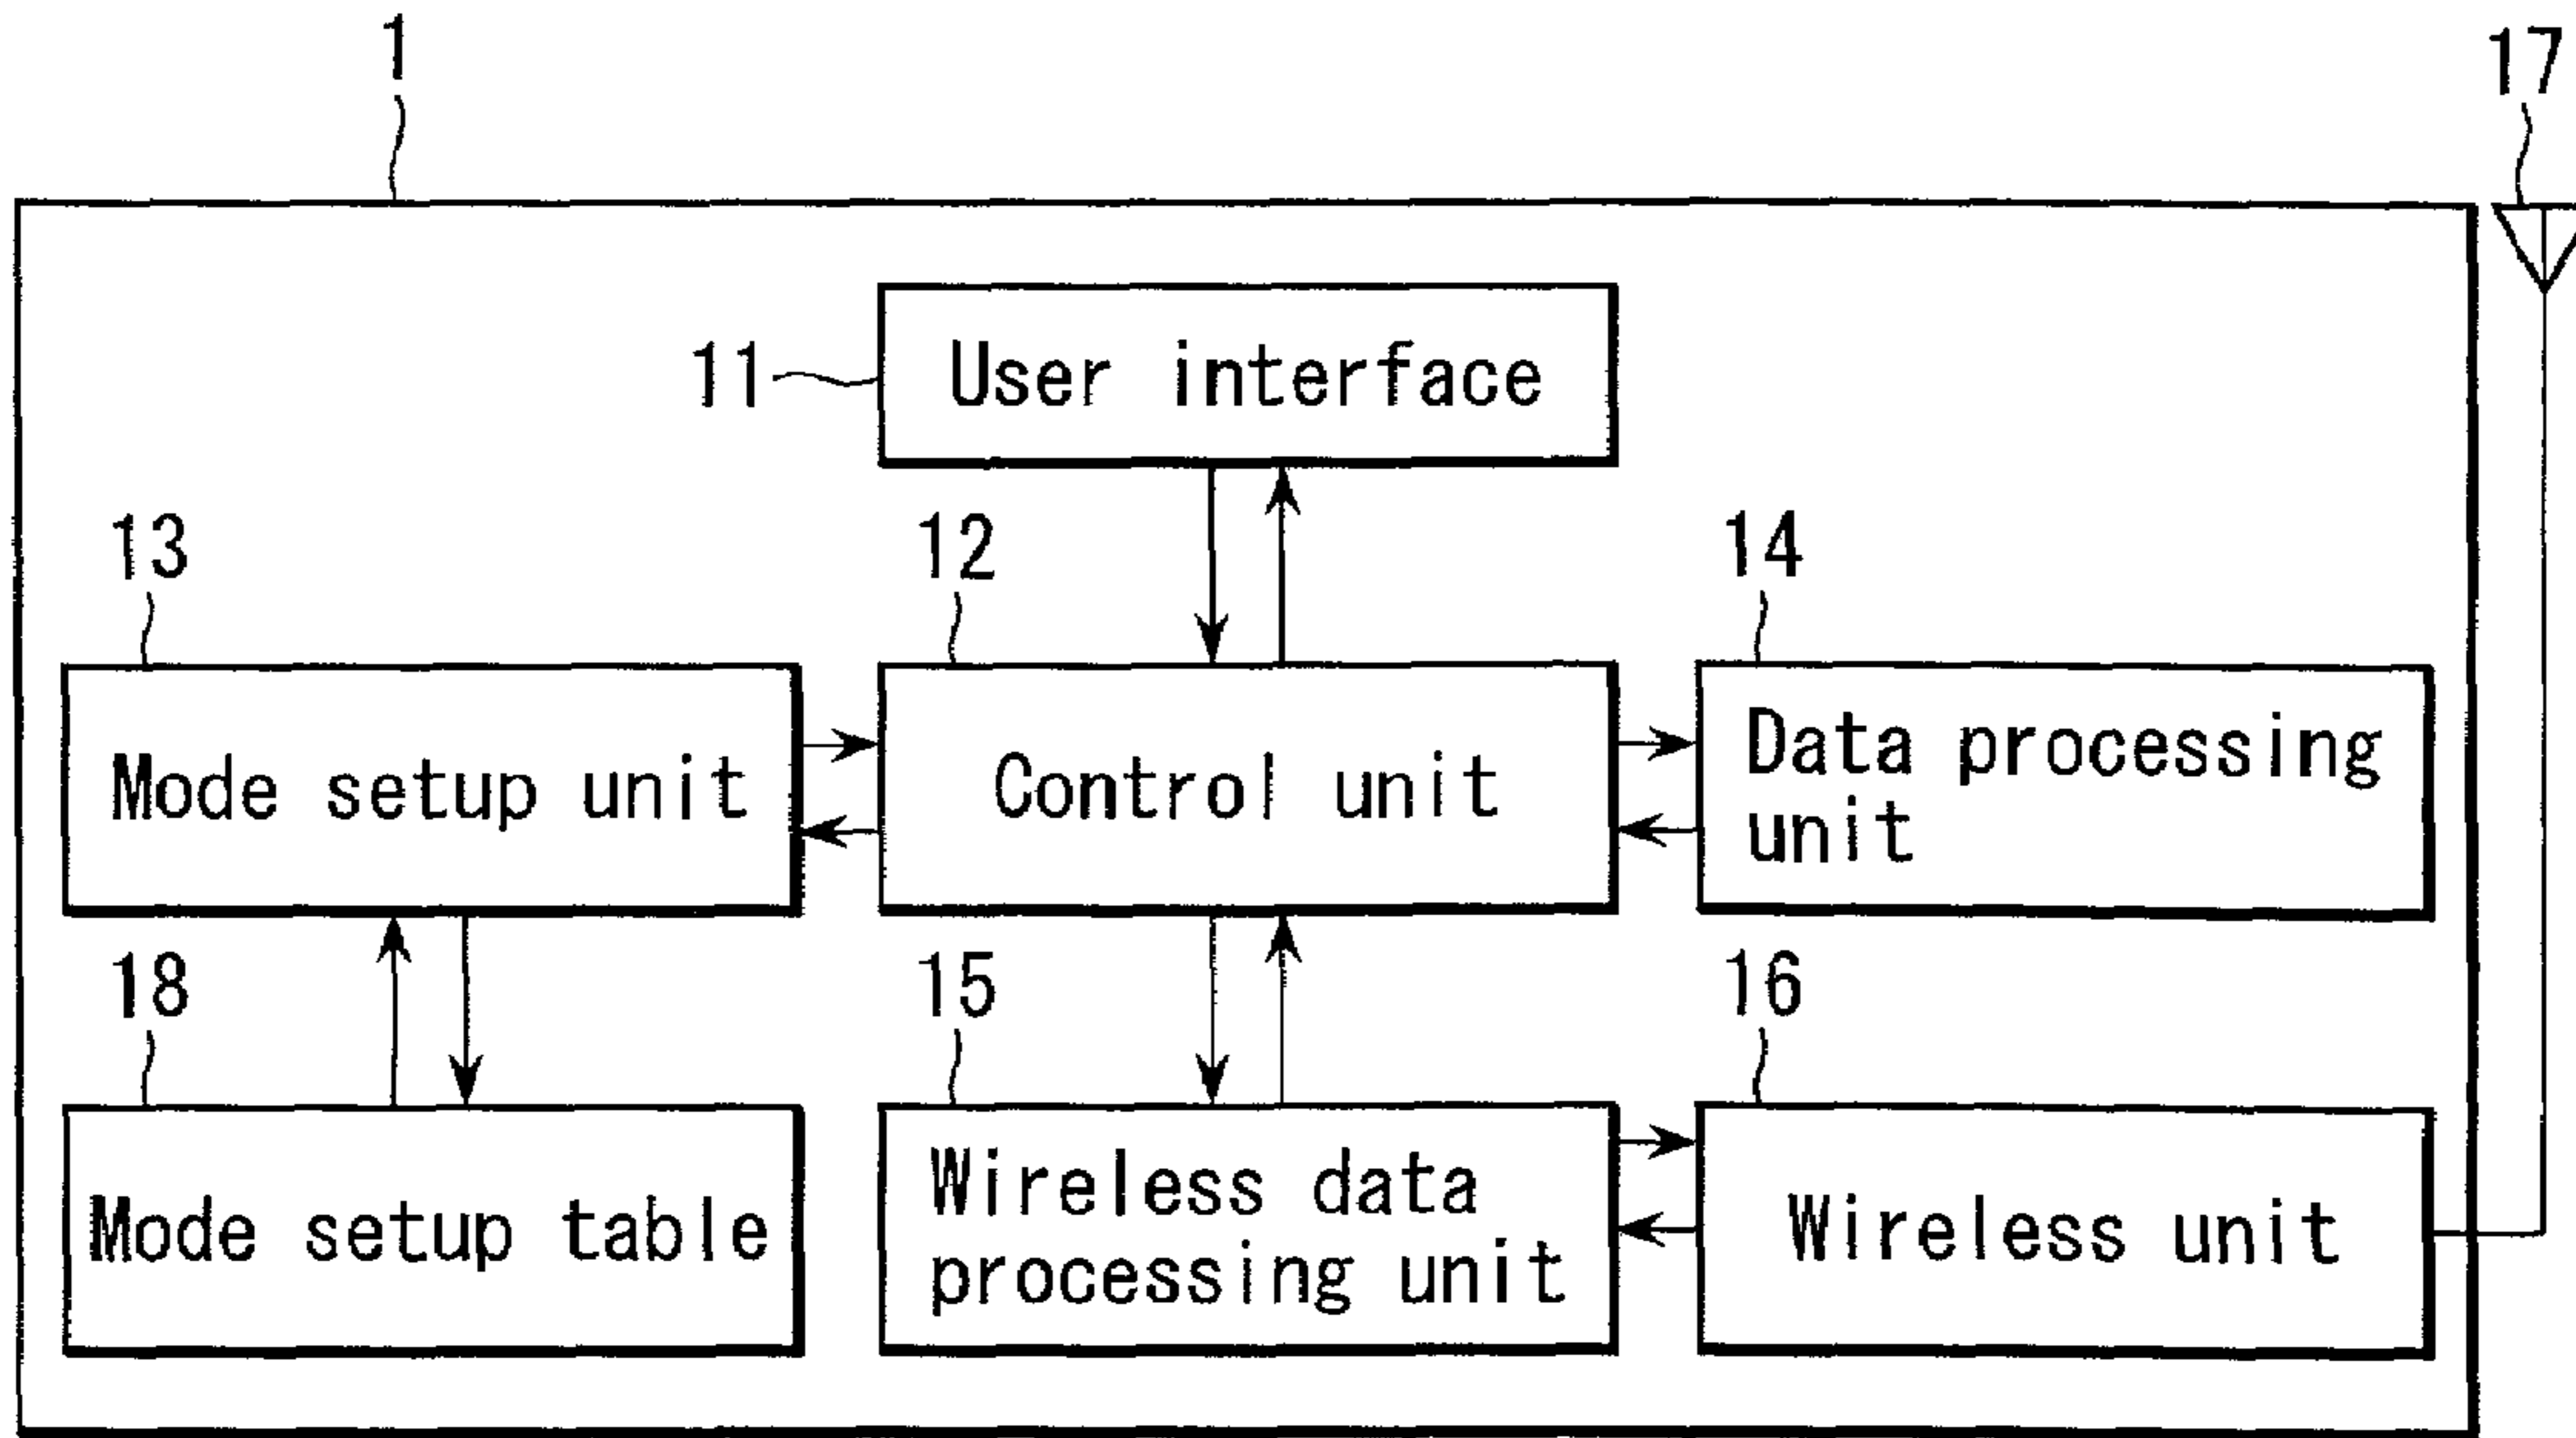 1
17
11
User interface
13
12
14
Mode setup unit
Control unit
Data processing
unit
18
15
16
Mode setup table
Wireless data
processing unit
Wireless unit